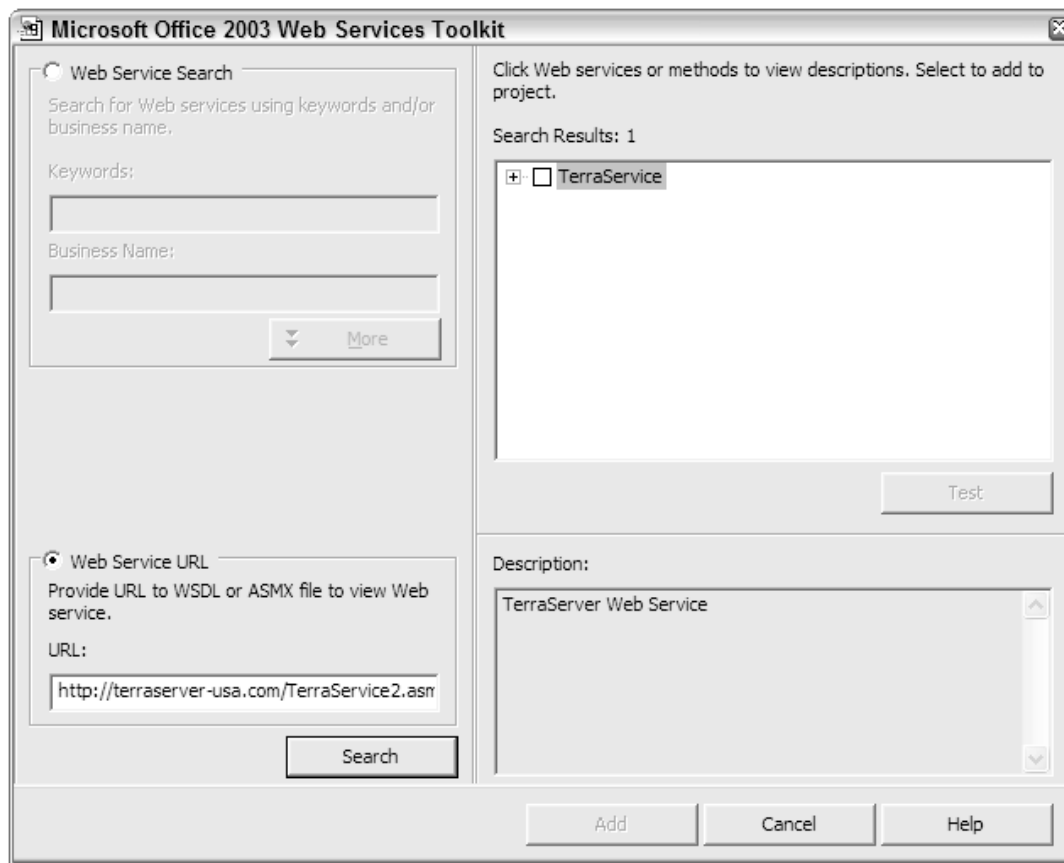 Microsoft Office 2003 Web Services Toolkit
Web Service Search
Search for Web services using keywords and/or
business name.
Keywords:
Business Name:
More
Web Service URL
Provide URL to WSDL or ASMX file to view Web
service.
URL:
http://terraserver-usa.com/TerraService2.asm
Search
Click Web services or methods to view descriptions. Select to add to
project.
Search Results: 1
TerraService
Test
Description:
TerraServer Web Service
Add
Cancel
Help